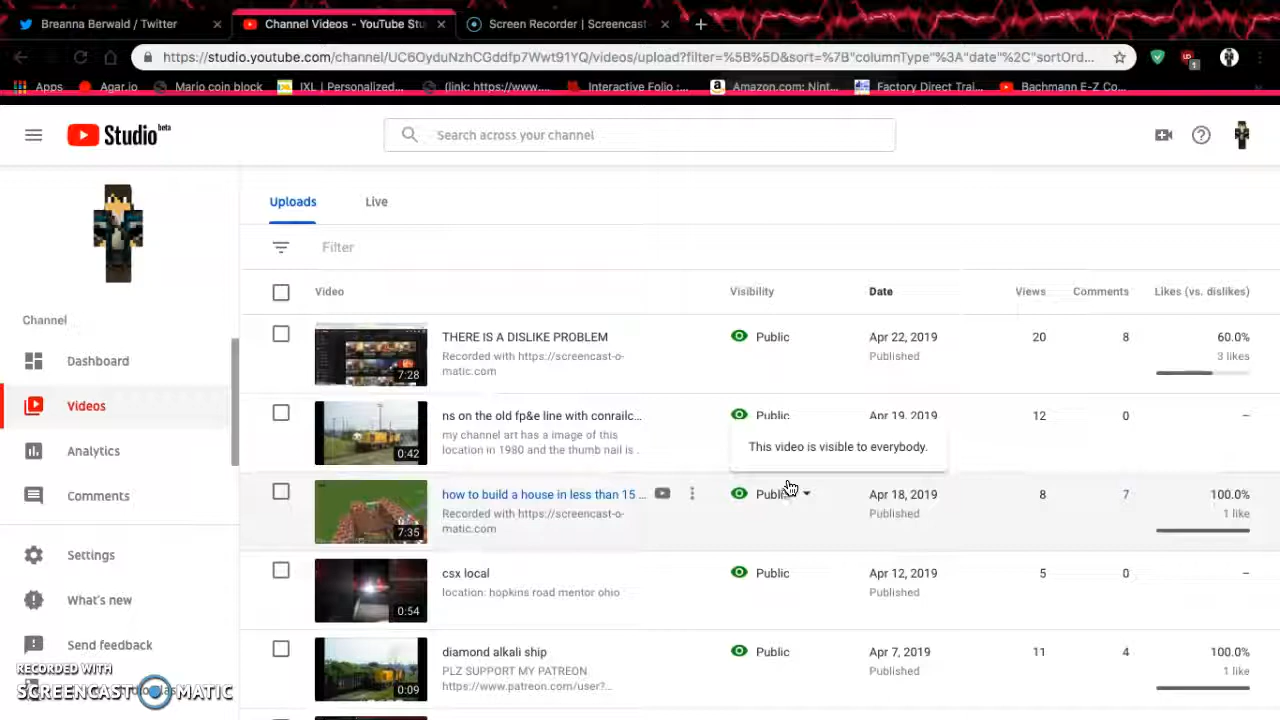 Breanna Berwald / Twitter
Channel Videos - YouTube Stu
Screen Recorder | Screencast
https://studio.youtube.com/channel/UC6OyduNzhCGddfp7Wwt91YQ/videos/upload?filter=%5B%5D&sort=%7B"columnType"%3A"date"%2C"sortOrd...
1
Apps
Agar.io
Mario coin block
IXL | Personalized...
(link: https://www....
Interactive Folio :...
Amazon.com: Nint...
Factory Direct Trai...
Bachmann E-Z Co...
Studio beta
Search across your channel
Uploads
Live
Filter
Channel
Dashboard
Videos
Analytics
Comments
Settings
What's new
Send feedback
Video
Visibility
Date
Views
Comments
Likes (vs. dislikes)
7:28
THERE IS A DISLIKE PROBLEM
Recorded with https://screencast-o-
matic.com
Public
Apr 22, 2019
Published
20
8
60.0%
3 likes
0:42
ns on the old fp&e line with conrailc...
my channel art has a image of this
location in 1980 and the thumb nail is .
Public
Apr 19, 2019
12
0
–
This video is visible to everybody.
7:35
how to build a house in less than 15 ...
Recorded with https://screencast-o-
matic.com
Public
Apr 18, 2019
Published
8
7
100.0%
1 like
0:54
csx local
location: hopkins road mentor ohio
Public
Apr 12, 2019
Published
5
0
–
0:09
diamond alkali ship
PLZ SUPPORT MY PATREON
https://www.patreon.com/user?...
Public
Apr 7, 2019
Published
11
4
100.0%
1 like
RECORDED WITH
SCREENCAST MATIC